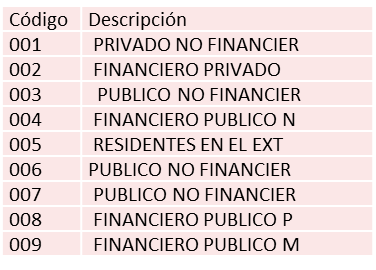 Código Descripción
001 PRIVADO NO FINANCIER
002 FINANCIERO PRIVADO
003 PUBLICO NO FINANCIER
004 FINANCIERO PUBLICO N
005 RESIDENTES EN EL EXT
006 PUBLICO NO FINANCIER
007 PUBLICO NO FINANCIER
008 FINANCIERO PUBLICO P
009 FINANCIERO PUBLICO M